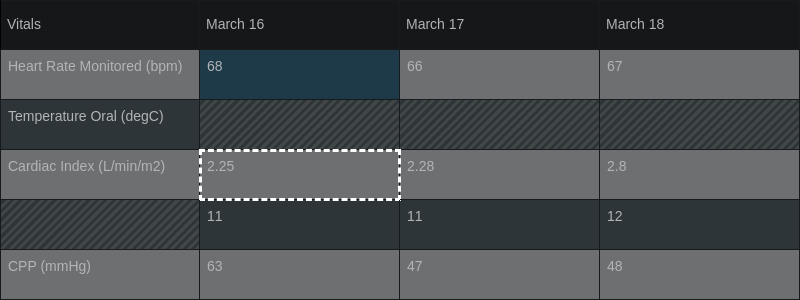 Vitals March 16 March 17 March 18
Heart Rate Monitored (bpm) 68 66 67
Temperature Oral (degC)
Cardiac Index (L/min/m2) 2.25 2.28 2.8
11 11 12
CPP (mmHg) 63 47 48